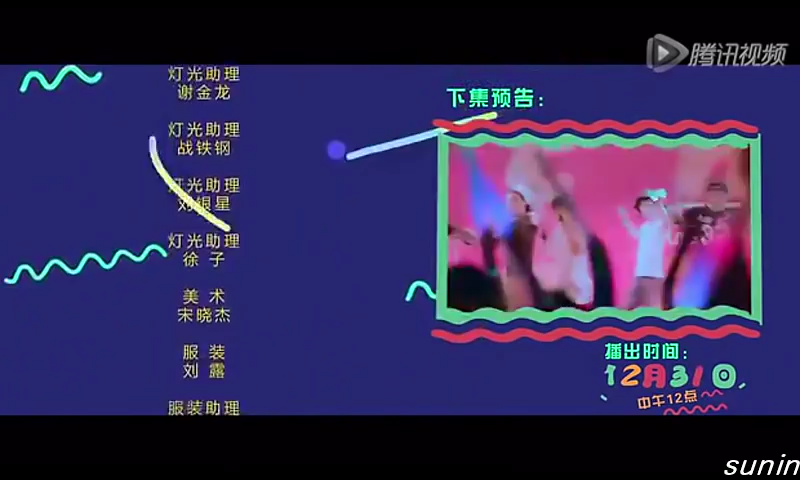 腾讯视频
灯光助理
谢金龙
灯光助理
战铁钢
灯光助理
刘银星
灯光助理
徐 子
美 术
宋晓杰
服 装
刘 露
服装助理
下集预告:
播出时间:
12月31日
中午12点
sunin